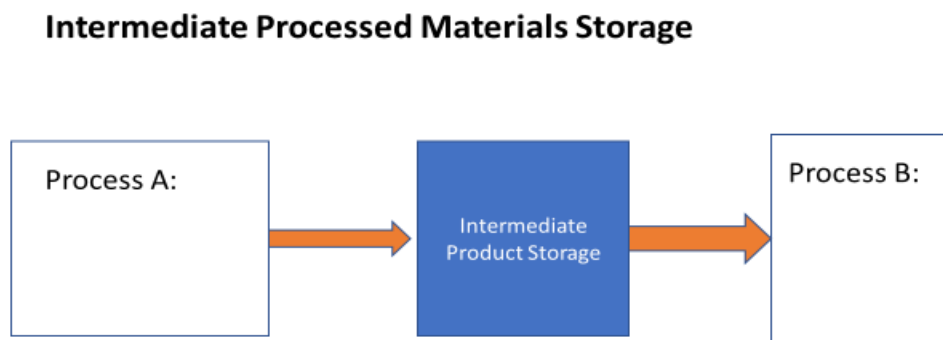 Intermediate Processed Materials Storage
Process A:
Intermediate
Product Storage
Process B: